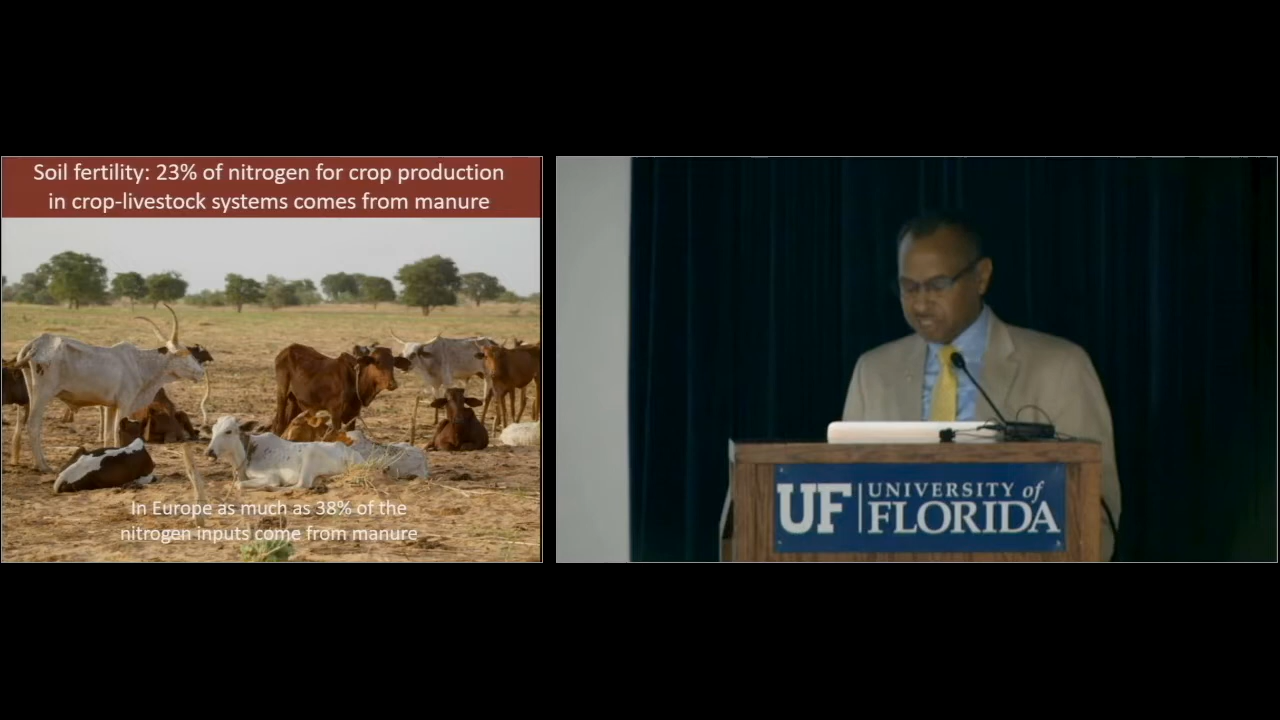 Soil fertility: 23% of nitrogen for crop production
in crop-livestock systems comes from manure
In Europe as much as 38% of the
nitrogen inputs come from manure
UF UNIVERSITY of
FLORIDA